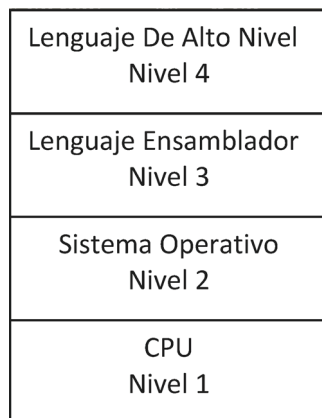 Lenguaje De Alto Nivel
Nivel 4
Lenguaje Ensamblador
Nivel 3
Sistema Operativo
Nivel 2
CPU
Nivel 1